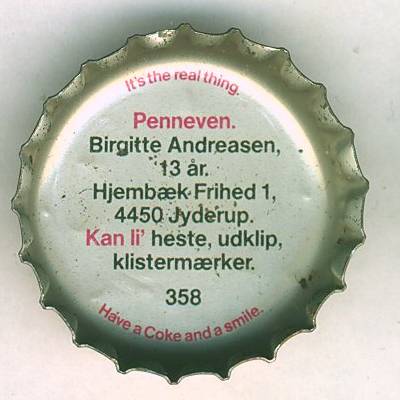 It's the real thing.
Penneven.
Birgitte Andreasen,
13 år.
Hjembæk Frihed 1,
4450 Jyderup.
Kan li' heste, udklip,
klistermærker.
358
Have a Coke and a smile.